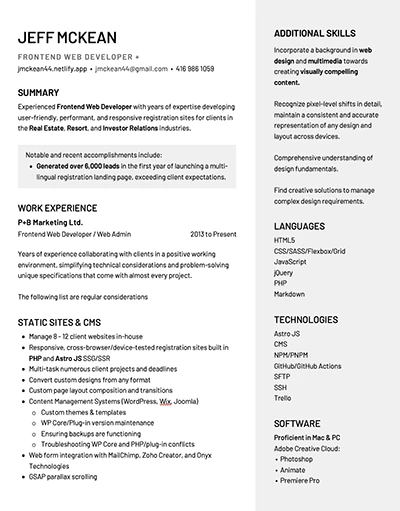 JEFF MCKEAN
FRONTEND WEB DEVELOPER +
jmckean44.netlify.app • jmckean44@gmail.com • 416 986 1059
SUMMARY
Experienced Frontend Web Developer with years of expertise developing
user-friendly, performant, and responsive registration sites for clients in
the Real Estate, Resort, and Investor Relations industries.
Notable and recent accomplishments include:
• Generated over 6,000 leads in the first year of launching a multi-
lingual registration landing page, exceeding client expectations.
WORK EXPERIENCE
P+B Marketing Ltd.
Frontend Web Developer / Web Admin 2013 to Present
Years of experience collaborating with clients in a positive working
environment, simplifying technical considerations and problem-solving
unique specifications that come with almost every project.
The following list are regular considerations
STATIC SITES & CMS
• Manage 8 - 12 client websites in-house
• Responsive, cross-browser/device-tested registration sites built in
PHP and Astro JS SSG/SSR
• Multi-task numerous client projects and deadlines
• Convert custom designs from any format
• Custom page layout composition and transitions
• Content Management Systems (WordPress, Wix, Joomla)
o Custom themes & templates
o WP Core/Plug-in version maintenance
o Ensuring backups are functioning
o Troubleshooting WP Core and PHP/plug-in conflicts
• Web form integration with MailChimp, Zoho Creator, and Onyx
Technologies
• GSAP parallax scrolling
ADDITIONAL SKILLS
Incorporate a background in web
design and multimedia towards
creating visually compelling
content.
Recognize pixel-level shifts in detail,
maintain a consistent and accurate
representation of any design and
layout across devices.
Comprehensive understanding of
design fundamentals.
Find creative solutions to manage
complex design requirements.
LANGUAGES
HTML5
CSS/SASS/Flexbox/Grid
JavaScript
jQuery
PHP
Markdown
TECHNOLOGIES
Astro JS
CMS
NPM/PNPM
GitHub/GitHub Actions
SFTP
SSH
Trello
SOFTWARE
Proficient in Mac & PC
Adobe Creative Cloud:
• Photoshop
• Animate
• Premiere Pro